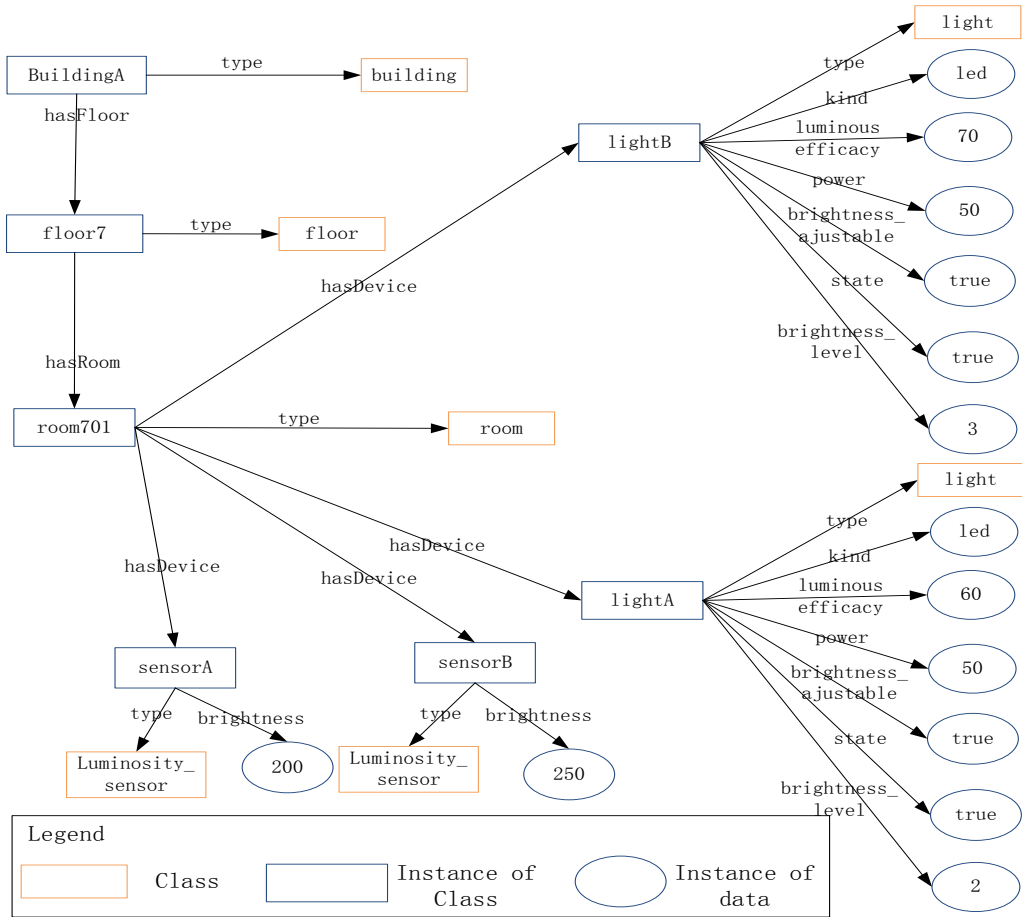 light
type
BuildingA
type
building
led
kind
hasFloor
lightB
luminous
efficacy
70
power
50
floor7
type
floor
brightness_
ajustable
true
state
hasDevice
brightness_
level
true
hasRoom
room701
type
room
3
light
type
led
kind
hasDevice
hasDevice
hasDevice
lightA
luminous
efficacy
60
power
50
sensorA
sensorB
brightness_
ajustable
type
brightness
type
brightness
state
true
Luminosity_
sensor
200
Luminosity_
sensor
250
brightness_
level
true
2
Legend
Class
Instance of
Class
Instance of
data